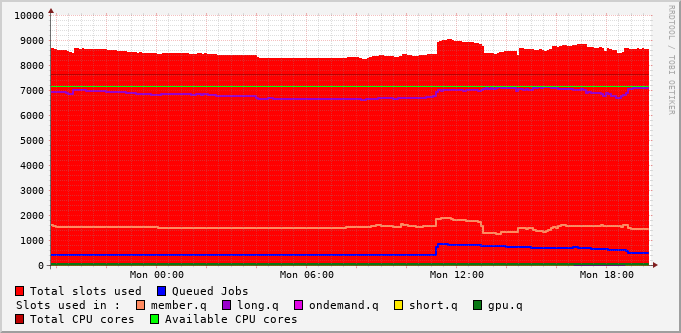 10000
9000
8000
7000
6000
5000
4000
3000
2000
1000
0
Mon 00:00 Mon 06:00 Mon 12:00 Mon 18:00
Total slots used Queued Jobs
Slots used in : member.q long.q ondemand.q short.q gpu.q
Total CPU cores Available CPU cores
RRDTOOL / TOBI OETIKER